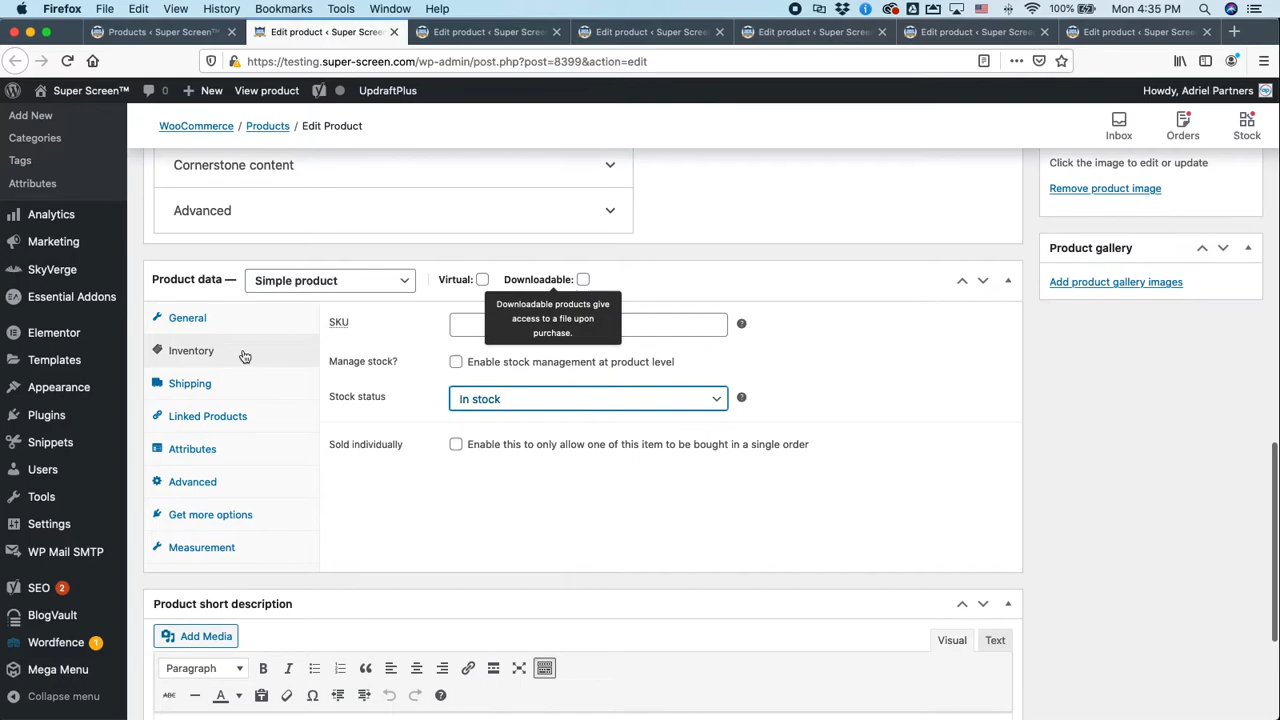 Firefox File Edit View History Bookmarks Tools Window Help 100% Mon 4:35 PM
Products ‹ Super Screen™ Edit product ‹ Super Screen Edit product ‹ Super Screen Edit product ‹ Super Screen Edit product ‹ Super Screen Edit product ‹ Super Screen Edit product ‹ Super Screen
https://testing.super-screen.com/wp-admin/post.php?post=8399&action=edit
Super Screen™ 0 + New View product UpdraftPlus Howdy, Adriel Partners
Add New
Categories
Tags
Attributes
Analytics
Marketing
SkyVerge
Essential Addons
Elementor
Templates
Appearance
Plugins
Snippets
Users
Tools
Settings
WP Mail SMTP
SEO 2
BlogVault
Wordfence 1
Mega Menu
Collapse menu
WooCommerce / Products / Edit Product
Inbox Orders Stock
Cornerstone content
Advanced
Click the image to edit or update
Remove product image
Product gallery
Add product gallery images
Product data — Simple product Virtual: Downloadable:
Downloadable products give
access to a file upon
purchase.
General
Inventory
Shipping
Linked Products
Attributes
Advanced
Get more options
Measurement
SKU
Manage stock? Enable stock management at product level
Stock status In stock
Sold individually Enable this to only allow one of this item to be bought in a single order
Product short description
Add Media
Visual Text
Paragraph B I
ABC A